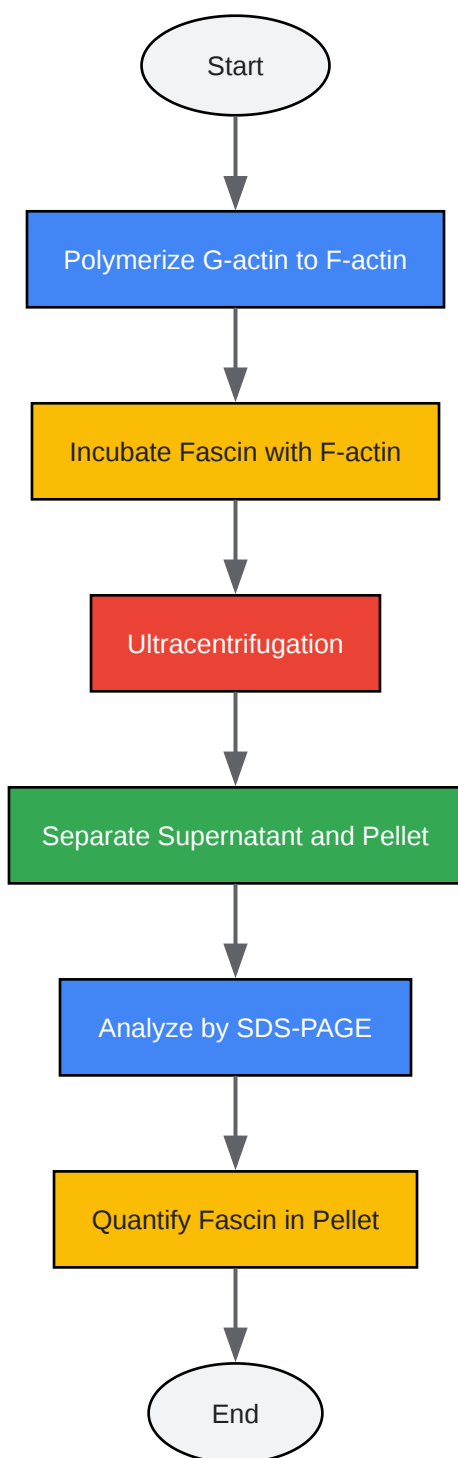 Start
Polymerize G-actin to F-actin
Incubate Fascin with F-actin
Ultracentrifugation
Separate Supernatant and Pellet
Analyze by SDS-PAGE
Quantify Fascin in Pellet
End